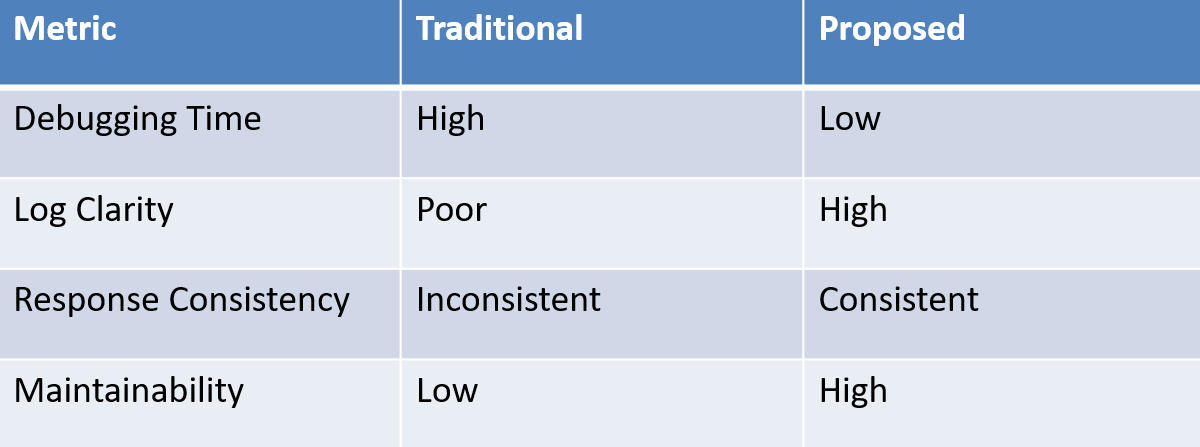 Metric Traditional Proposed
Debugging Time High Low
Log Clarity Poor High
Response Consistency Inconsistent Consistent
Maintainability Low High